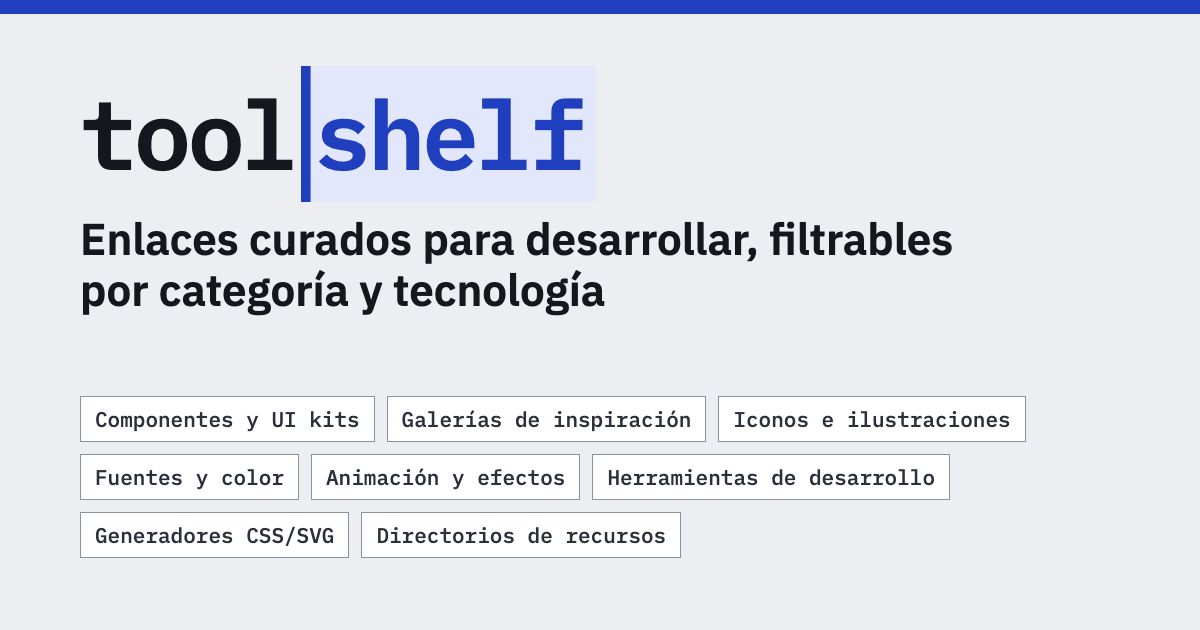 toolshelf
Enlaces curados para desarrollar, filtrables
por categoría y tecnología
Componentes y UI kits
Galerías de inspiración
Iconos e ilustraciones
Fuentes y color
Animación y efectos
Herramientas de desarrollo
Generadores CSS/SVG
Directorios de recursos